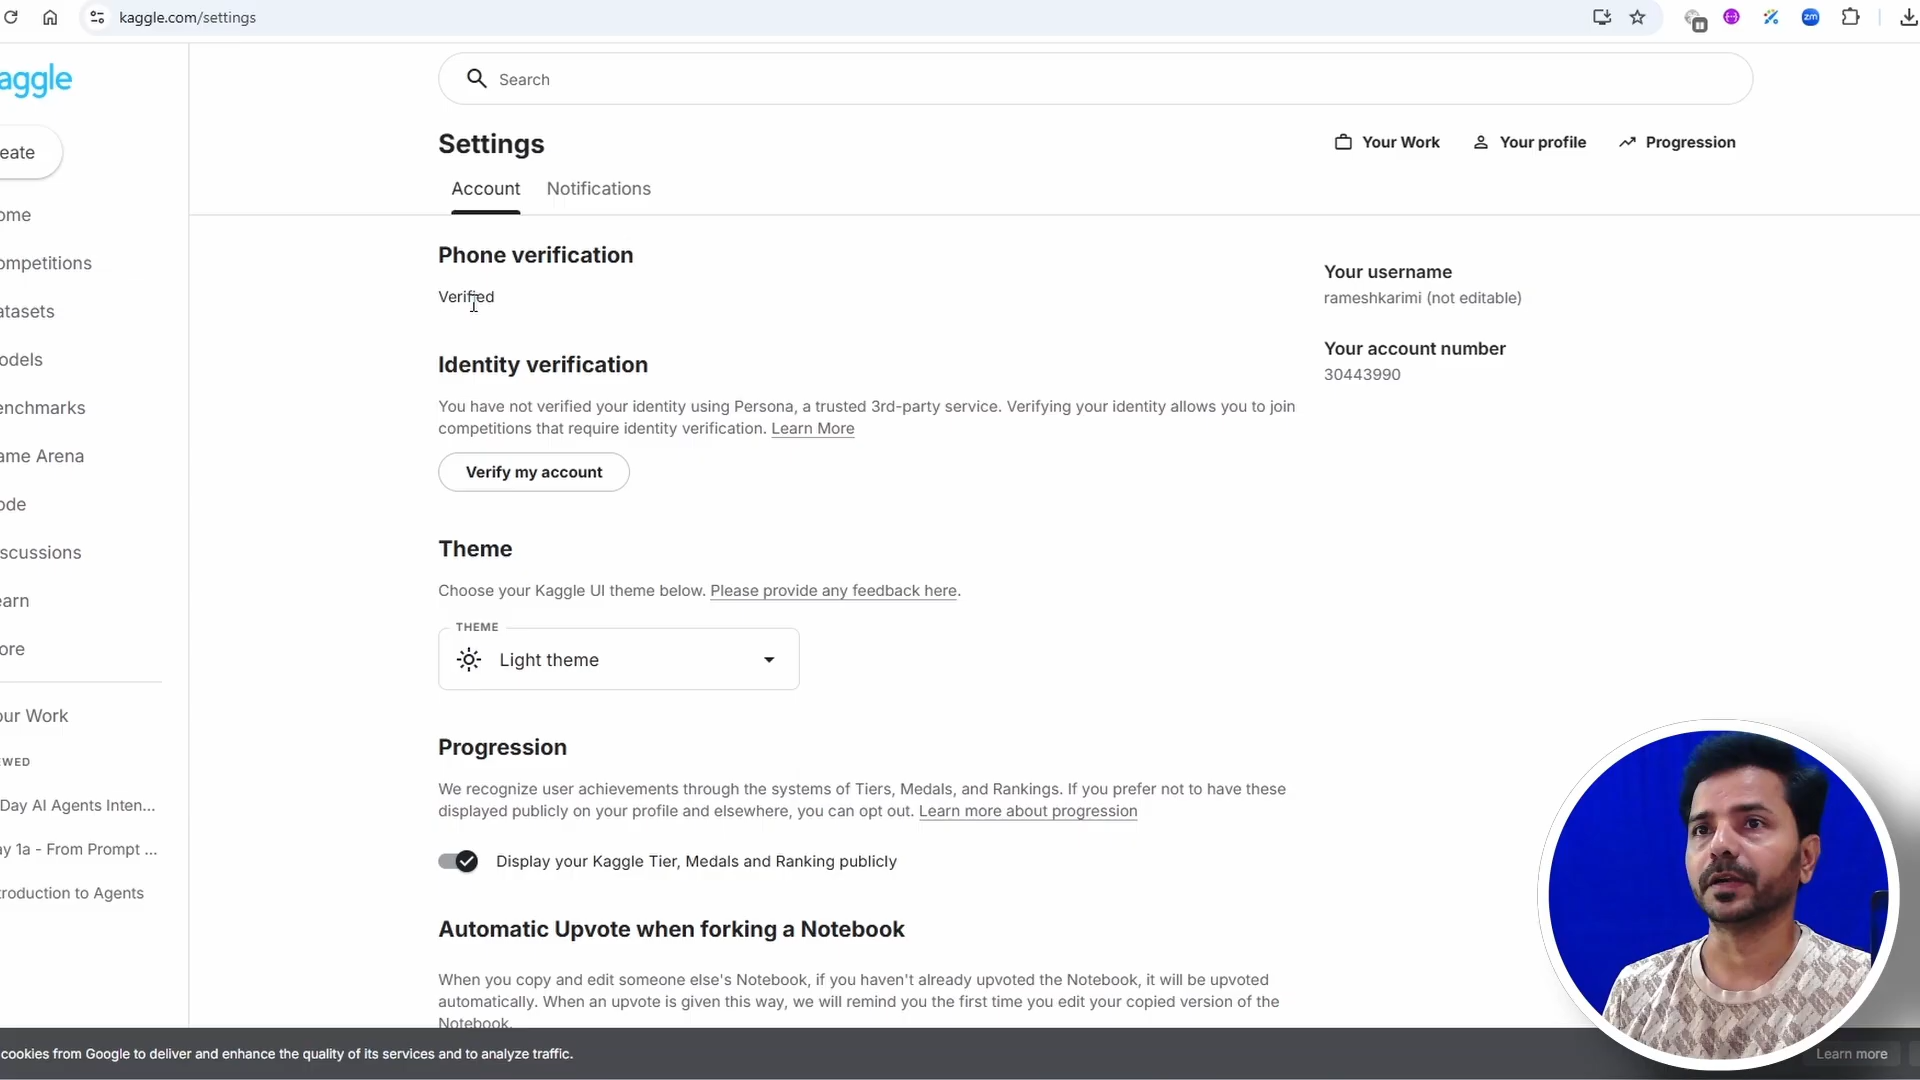 kaggle.com/settings
zm
aggle
Search
Settings
Your Work
Your profile
Progression
eate
Account
Notifications
ome
ompetitions
atasets
odels
enchmarks
ame Arena
ode
iscussions
earn
ore
our Work
EWED
Day AI Agents Inten...
ay 1a - From Prompt ...
troduction to Agents
Phone verification
Verified
Your username
rameshkarimi (not editable)
Your account number
30443990
Identity verification
You have not verified your identity using Persona, a trusted 3rd-party service. Verifying your identity allows you to join
competitions that require identity verification. Learn More
Verify my account
Theme
Choose your Kaggle UI theme below. Please provide any feedback here.
THEME
Light theme
Progression
We recognize user achievements through the systems of Tiers, Medals, and Rankings. If you prefer not to have these
displayed publicly on your profile and elsewhere, you can opt out. Learn more about progression
Display your Kaggle Tier, Medals and Ranking publicly
Automatic Upvote when forking a Notebook
When you copy and edit someone else's Notebook, if you haven't already upvoted the Notebook, it will be upvoted
automatically. When an upvote is given this way, we will remind you the first time you edit your copied version of the
Notebook.
cookies from Google to deliver and enhance the quality of its services and to analyze traffic.
Learn more